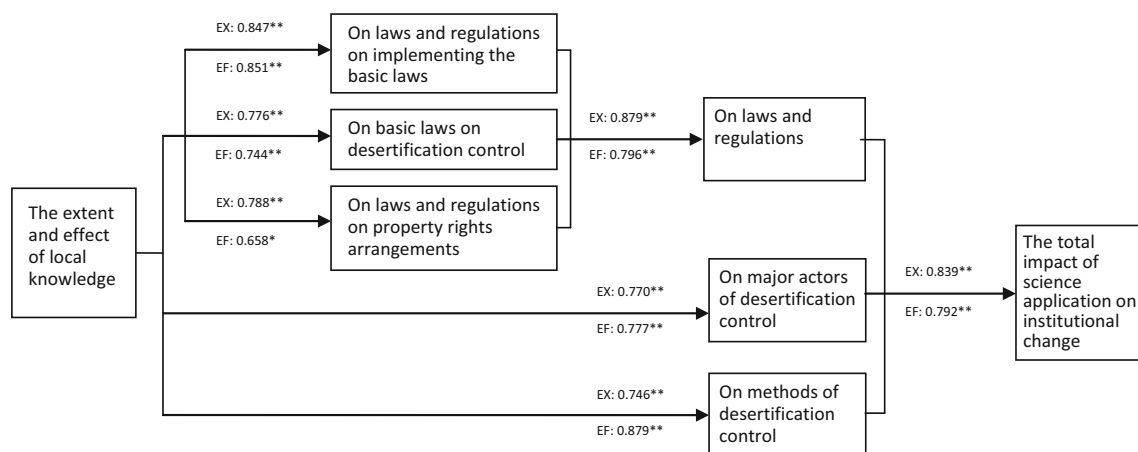 The extent
and effect
of local
knowledge
EX: 0.847**
EF: 0.851**
On laws and regulations
on implementing the
basic laws
EX: 0.776**
EF: 0.744**
On basic laws on
desertification control
EX: 0.788**
EF: 0.658*
On laws and regulations
on property rights
arrangements
EX: 0.879**
EF: 0.796**
On laws and
regulations
EX: 0.770**
EF: 0.777**
On major actors
of desertification
control
EX: 0.746**
EF: 0.879**
On methods of
desertification
control
EX: 0.839**
EF: 0.792**
The total
impact of
science
application on
institutional
change